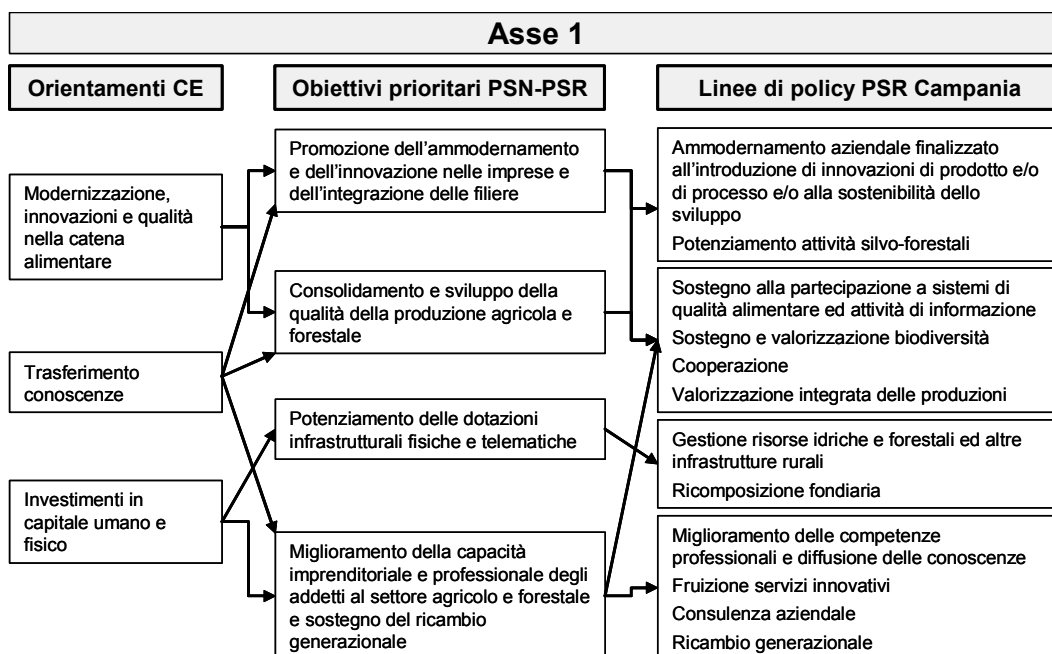 Asse 1
Orientamenti CE
Obiettivi prioritari PSN-PSR
Linee di policy PSR Campania
Modernizzazione,
innovazioni e qualità
nella catena
alimentare
Trasferimento
conoscenze
Investimenti in
capitale umano e
fisico
Promozione dell'ammodernamento
e dell'innovazione nelle imprese e
dell'integrazione delle filiere
Consolidamento e sviluppo della
qualità della produzione agricola e
forestale
Potenziamento delle dotazioni
infrastrutturali fisiche e telematiche
Miglioramento della capacità
imprenditoriale e professionale degli
addetti al settore agricolo e forestale
e sostegno del ricambio
generazionale
Ammodernamento aziendale finalizzato
all'introduzione di innovazioni di prodotto e/o
di processo e/o alla sostenibilità dello
sviluppo
Potenziamento attività silvo-forestali
Sostegno alla partecipazione a sistemi di
qualità alimentare ed attività di informazione
Sostegno e valorizzazione biodiversità
Cooperazione
Valorizzazione integrata delle produzioni
Gestione risorse idriche e forestali ed altre
infrastrutture rurali
Ricomposizione fondiaria
Miglioramento delle competenze
professionali e diffusione delle conoscenze
Fruizione servizi innovativi
Consulenza aziendale
Ricambio generazionale